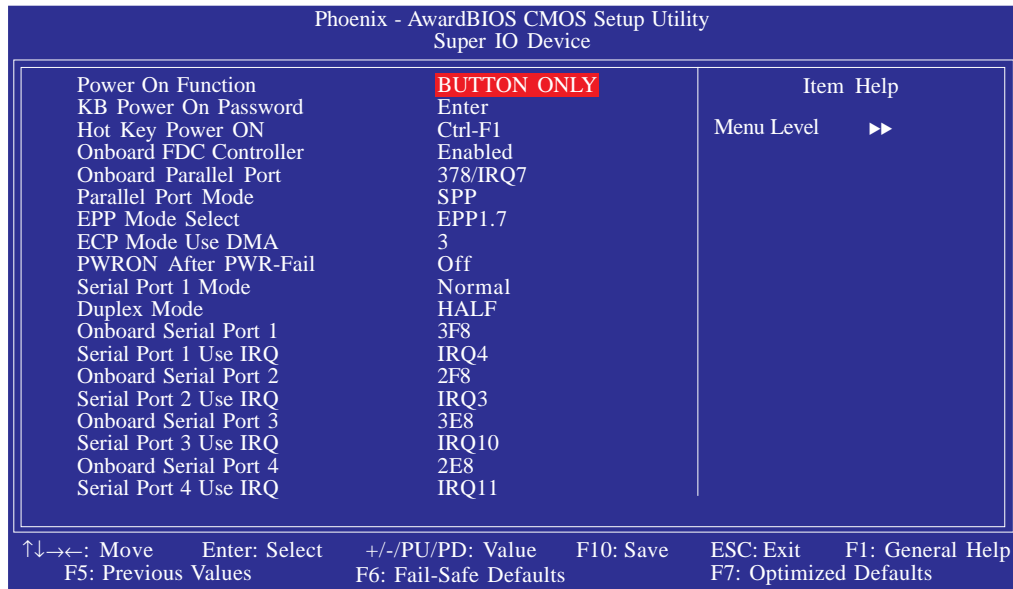 Phoenix - AwardBIOS CMOS Setup Utility
Super IO Device
Power On Function BUTTON ONLY
KB Power On Password Enter
Hot Key Power ON Ctrl-F1
Onboard FDC Controller Enabled
Onboard Parallel Port 378/IRQ7
Parallel Port Mode SPP
EPP Mode Select EPP1.7
ECP Mode Use DMA 3
PWRON After PWR-Fail Off
Serial Port 1 Mode Normal
Duplex Mode HALF
Onboard Serial Port 1 3F8
Serial Port 1 Use IRQ IRQ4
Onboard Serial Port 2 2F8
Serial Port 2 Use IRQ IRQ3
Onboard Serial Port 3 3E8
Serial Port 3 Use IRQ IRQ10
Onboard Serial Port 4 2E8
Serial Port 4 Use IRQ IRQ11
Item Help
Menu Level ▶▶
↑↓→←: Move Enter: Select +/-/PU/PD: Value F10: Save ESC: Exit F1: General Help
F5: Previous Values F6: Fail-Safe Defaults F7: Optimized Defaults